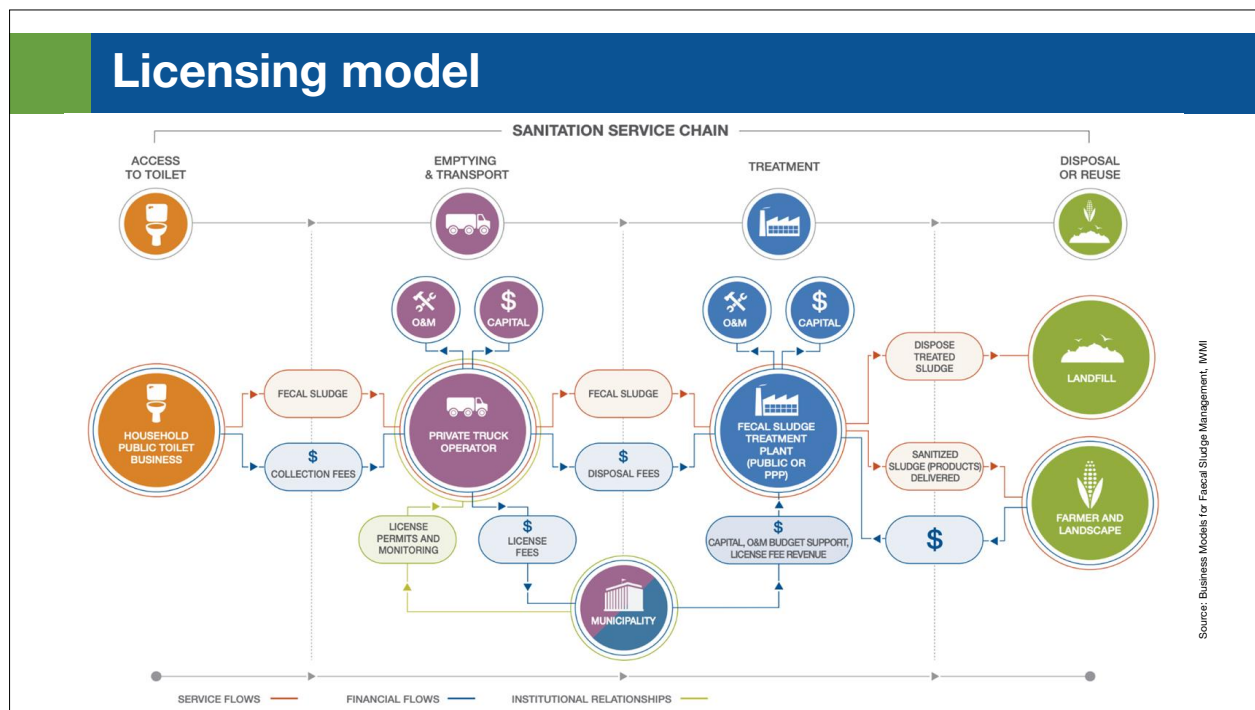 Licensing model
SANITATION SERVICE CHAIN
ACCESS
TO TOILET
EMPTYING
& TRANSPORT
TREATMENT
DISPOSAL
OR REUSE
O&M
$
CAPITAL
O&M
$
CAPITAL
HOUSEHOLD
PUBLIC TOILET
BUSINESS
FECAL SLUDGE
$
COLLECTION FEES
PRIVATE TRUCK
OPERATOR
FECAL SLUDGE
$
DISPOSAL FEES
FECAL SLUDGE
TREATMENT
PLANT
(PUBLIC OR
PPP)
DISPOSE
TREATED
SLUDGE
LANDFILL
SANITIZED
SLUDGE (PRODUCTS)
DELIVERED
$
FARMER AND
LANDSCAPE
LICENSE
PERMITS AND
MONITORING
$
LICENSE
FEES
$
CAPITAL, O&M BUDGET SUPPORT,
LICENSE FEE REVENUE
MUNICIPALITY
SERVICE FLOWS
FINANCIAL FLOWS
INSTITUTIONAL RELATIONSHIPS
Source: Business Models for Faecal Sludge Management, IWMI